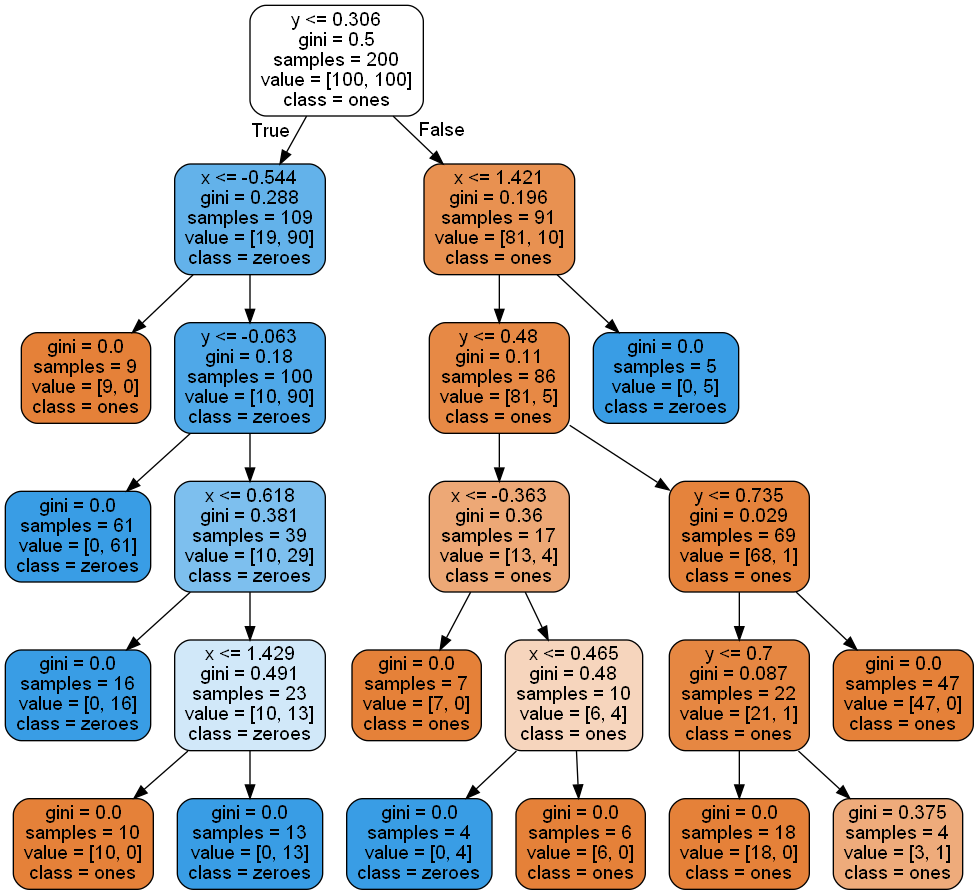 y <= 0.306
gini = 0.5
samples = 200
value = [100, 100]
class = ones
True
False
x <= -0.544
gini = 0.288
samples = 109
value = [19, 90]
class = zeroes
x <= 1.421
gini = 0.196
samples = 91
value = [81, 10]
class = ones
gini = 0.0
samples = 9
value = [9, 0]
class = ones
y <= -0.063
gini = 0.18
samples = 100
value = [10, 90]
class = zeroes
y <= 0.48
gini = 0.11
samples = 86
value = [81, 5]
class = ones
gini = 0.0
samples = 5
value = [0, 5]
class = zeroes
gini = 0.0
samples = 61
value = [0, 61]
class = zeroes
x <= 0.618
gini = 0.381
samples = 39
value = [10, 29]
class = zeroes
x <= -0.363
gini = 0.36
samples = 17
value = [13, 4]
class = ones
y <= 0.735
gini = 0.029
samples = 69
value = [68, 1]
class = ones
gini = 0.0
samples = 16
value = [0, 16]
class = zeroes
x <= 1.429
gini = 0.491
samples = 23
value = [10, 13]
class = zeroes
gini = 0.0
samples = 7
value = [7, 0]
class = ones
x <= 0.465
gini = 0.48
samples = 10
value = [6, 4]
class = ones
y <= 0.7
gini = 0.087
samples = 22
value = [21, 1]
class = ones
gini = 0.0
samples = 47
value = [47, 0]
class = ones
gini = 0.0
samples = 10
value = [10, 0]
class = ones
gini = 0.0
samples = 13
value = [0, 13]
class = zeroes
gini = 0.0
samples = 4
value = [0, 4]
class = zeroes
gini = 0.0
samples = 6
value = [6, 0]
class = ones
gini = 0.0
samples = 18
value = [18, 0]
class = ones
gini = 0.375
samples = 4
value = [3, 1]
class = ones